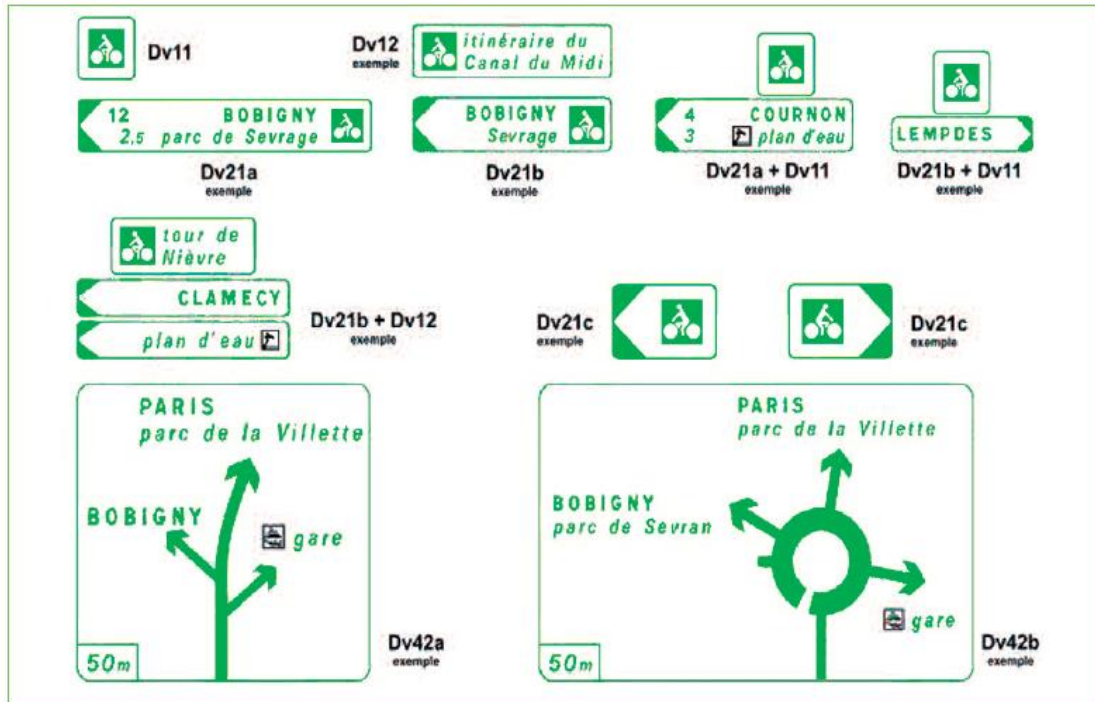 Dv11
Dv12
exemple
itinéraire du
Canal du Midi
12 BOBIGNY
2,5 parc de Sevrage
Dv21a
exemple
BOBIGNY
Sevrage
Dv21b
exemple
4 COURNON
3 plan d'eau
Dv21a + Dv11
exemple
LEMPDES
Dv21b + Dv11
exemple
tour de
Nièvre
CLAMECY
plan d'eau
Dv21b + Dv12
exemple
Dv21c
exemple
Dv21c
exemple
PARIS
parc de la Villette
BOBIGNY
gare
50m
Dv42a
exemple
PARIS
parc de la Villette
BOBIGNY
parc de Sevran
gare
50m
Dv42b
exemple